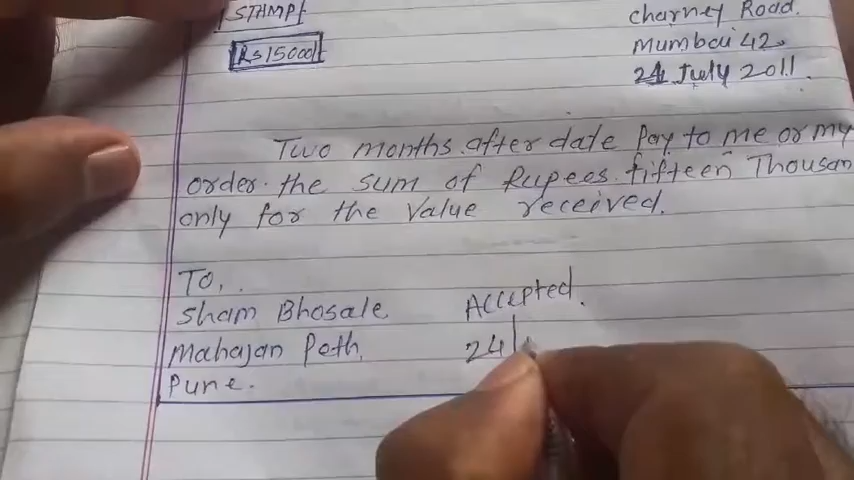 STAMP
Charney Road.
Rs 15000
Mumbai 42.
24 July 2011.
Two months after date Pay to me or my
order the sum of Rupees fifteen Thousan
only for the value received.
To,.
Sham Bhosale
Accepted.
Mahajan Peth,
24|
Pune.